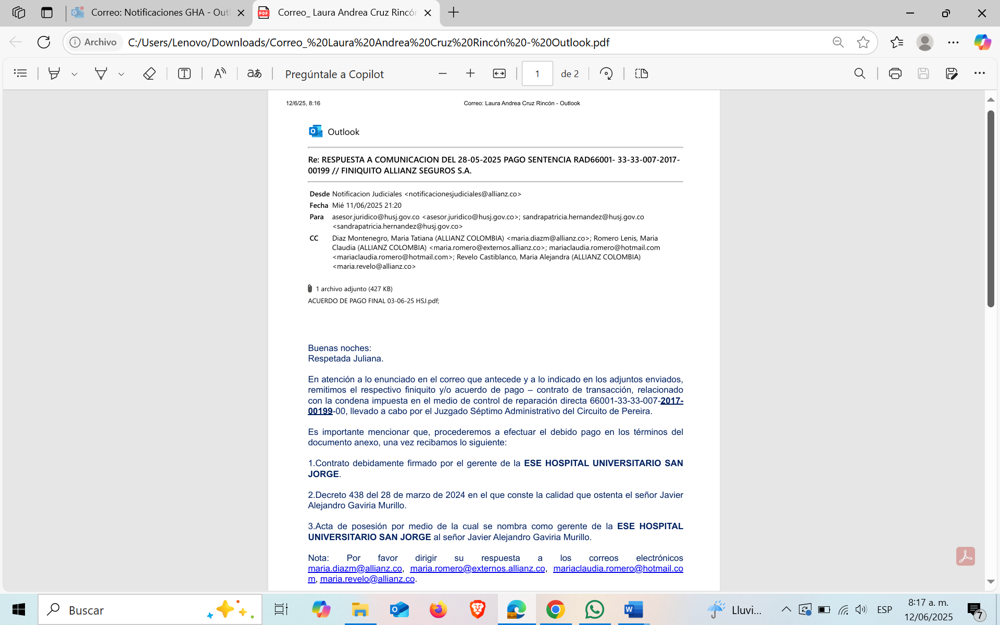 Correo: Notificaciones GHA - Outl
Correo_ Laura Andrea Cruz Rincón
Archivo
C:/Users/Lenovo/Downloads/Correo_%20Laura%20Andrea%20Cruz%20Rincón%20-%20Outlook.pdf
Pregúntale a Copilot
1
de 2
12/6/25, 8:16
Correo: Laura Andrea Cruz Rincón - Outlook
Outlook
Re: RESPUESTA A COMUNICACION DEL 28-05-2025 PAGO SENTENCIA RAD66001- 33-33-007-2017-
00199 // FINIQUITO ALLIANZ SEGUROS S.A.
Desde Notificacion Judiciales <notificacionesjudiciales@allianz.co>
Fecha Mié 11/06/2025 21:20
Para asesor.juridico@husj.gov.co <asesor.juridico@husj.gov.co>; sandrapatricia.hernandez@husj.gov.co
<sandrapatricia.hernandez@husj.gov.co>
CC Diaz Montenegro, Maria Tatiana (ALLIANZ COLOMBIA) <maria.diazm@allianz.co>; Romero Lenis, Maria
Claudia (ALLIANZ COLOMBIA) <maria.romero@externos.allianz.co>; mariaclaudia.romero@hotmail.com
<mariaclaudia.romero@hotmail.com>; Revelo Castiblanco, Maria Alejandra (ALLIANZ COLOMBIA)
<maria.revelo@allianz.co>
1 archivo adjunto (427 KB)
ACUERDO DE PAGO FINAL 03-06-25 HSJ.pdf;
Buenas noches:
Respetada Juliana.
En atención a lo enunciado en el correo que antecede y a lo indicado en los adjuntos enviados,
remitimos el respectivo finiquito y/o acuerdo de pago – contrato de transacción, relacionado
con la condena impuesta en el medio de control de reparación directa 66001-33-33-007-2017-
00199-00, llevado a cabo por el Juzgado Séptimo Administrativo del Circuito de Pereira.
Es importante mencionar que, procederemos a efectuar el debido pago en los términos del
documento anexo, una vez recibamos lo siguiente:
1.Contrato debidamente firmado por el gerente de la ESE HOSPITAL UNIVERSITARIO SAN
JORGE.
2.Decreto 438 del 28 de marzo de 2024 en el que conste la calidad que ostenta el señor Javier
Alejandro Gaviria Murillo.
3.Acta de posesión por medio de la cual se nombra como gerente de la ESE HOSPITAL
UNIVERSITARIO SAN JORGE al señor Javier Alejandro Gaviria Murillo.
Nota: Por favor dirigir su respuesta a los correos electrónicos
maria.diazm@allianz.co, maria.romero@externos.allianz.co, mariaclaudia.romero@hotmail.co
m, maria.revelo@allianz.co.
Buscar
Lluvi...
ESP
8:17 a. m.
12/06/2025
7